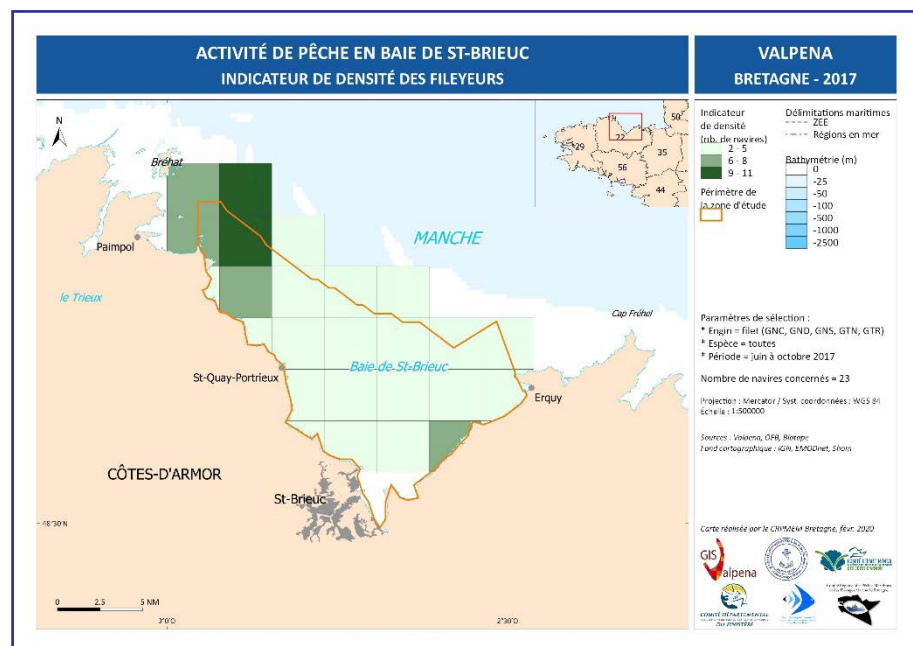 ACTIVITÉ DE PÊCHE EN BAIE DE ST-BRIEUC
INDICATEUR DE DENSITÉ DES FILEYEURS
VALPENA
BRETAGNE - 2017
N
Bréhat
Paimpol
MANCHE
le Trieux
Cap Fréhel
Baie de St-Brieuc
St-Quay-Portrieux
Erquy
CÔTES-D'ARMOR
St-Brieuc
48°30'N
0 2.5 5 NM
3°0'0
2°30'0
29
22
35
50
56
44
Indicateur
de densité
(nb. de navires)
2 - 5
6 - 8
9 - 11
Périmètre de
la zone d'étude
Délimitations maritimes
ZEE
Régions en mer
Bathymétrie (m)
0
-25
-50
-100
-500
-1000
-2500
Paramètres de sélection :
* Engin = filet (GNC, GND, GNS, GTN, GTR)
* Espèce = toutes
* Période = juin à octobre 2017
Nombre de navires concernés = 23
Projection : Mercator / Syst. coordonnées : WGS 84
Échelle : 1:500000
Sources : Valpena, OFB, Biotope
Fond cartographique : IGN, EMODnet, Shom
Carte réalisée par le CRPMEM Bretagne, févr. 2020
GIS
Valpena
COMITÉ DÉPARTEMENTAL
DU FINISTÈRE